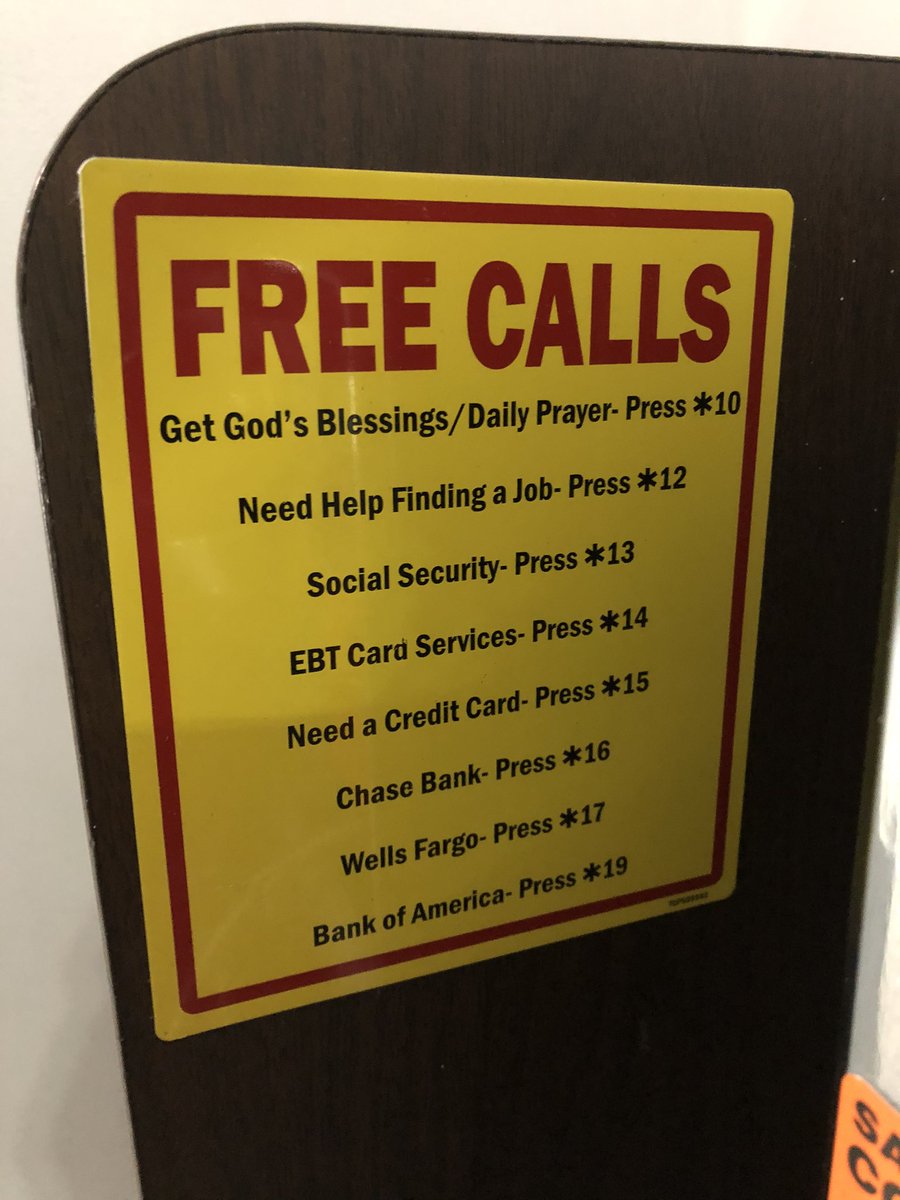 FREE CALLS
Get God's Blessings/Daily Prayer- Press *10
Need Help Finding a Job- Press *12
Social Security- Press *13
EBT Card Services- Press *14
Need a Credit Card- Press *15
Chase Bank- Press *16
Wells Fargo- Press *17
Bank of America- Press *19